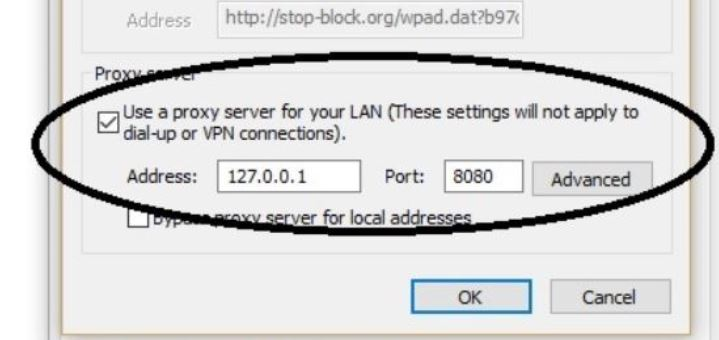 Address http://stop-block.org/wpad.dat?b97
Proxy server
Use a proxy server for your LAN (These settings will not apply to
dial-up or VPN connections).
Address: 127.0.0.1 Port: 8080 Advanced
Bypass proxy server for local addresses
OK Cancel